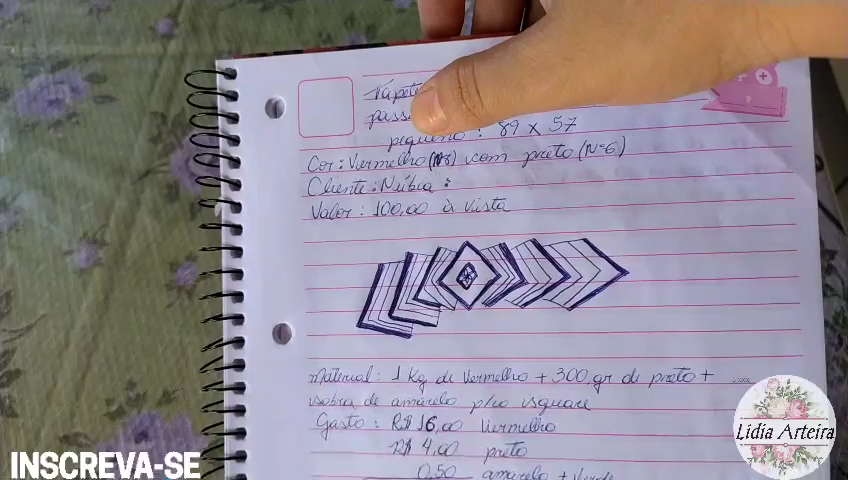 pequeno : 89 x 57
Cor : Vermelho (Nº8) com preto (Nº6)
Cliente : Núbia :
Valor : 100,00 à vista
Material : 1 Kg de Vermelho + 300 gr de preto + ....
sobra de amarelo p/ o square
Gasto : R$ 16,00 Vermelho
R$ 4,00 preto
0,50 amarelo + Verde
Lidia Arteira
INSCREVA-SE